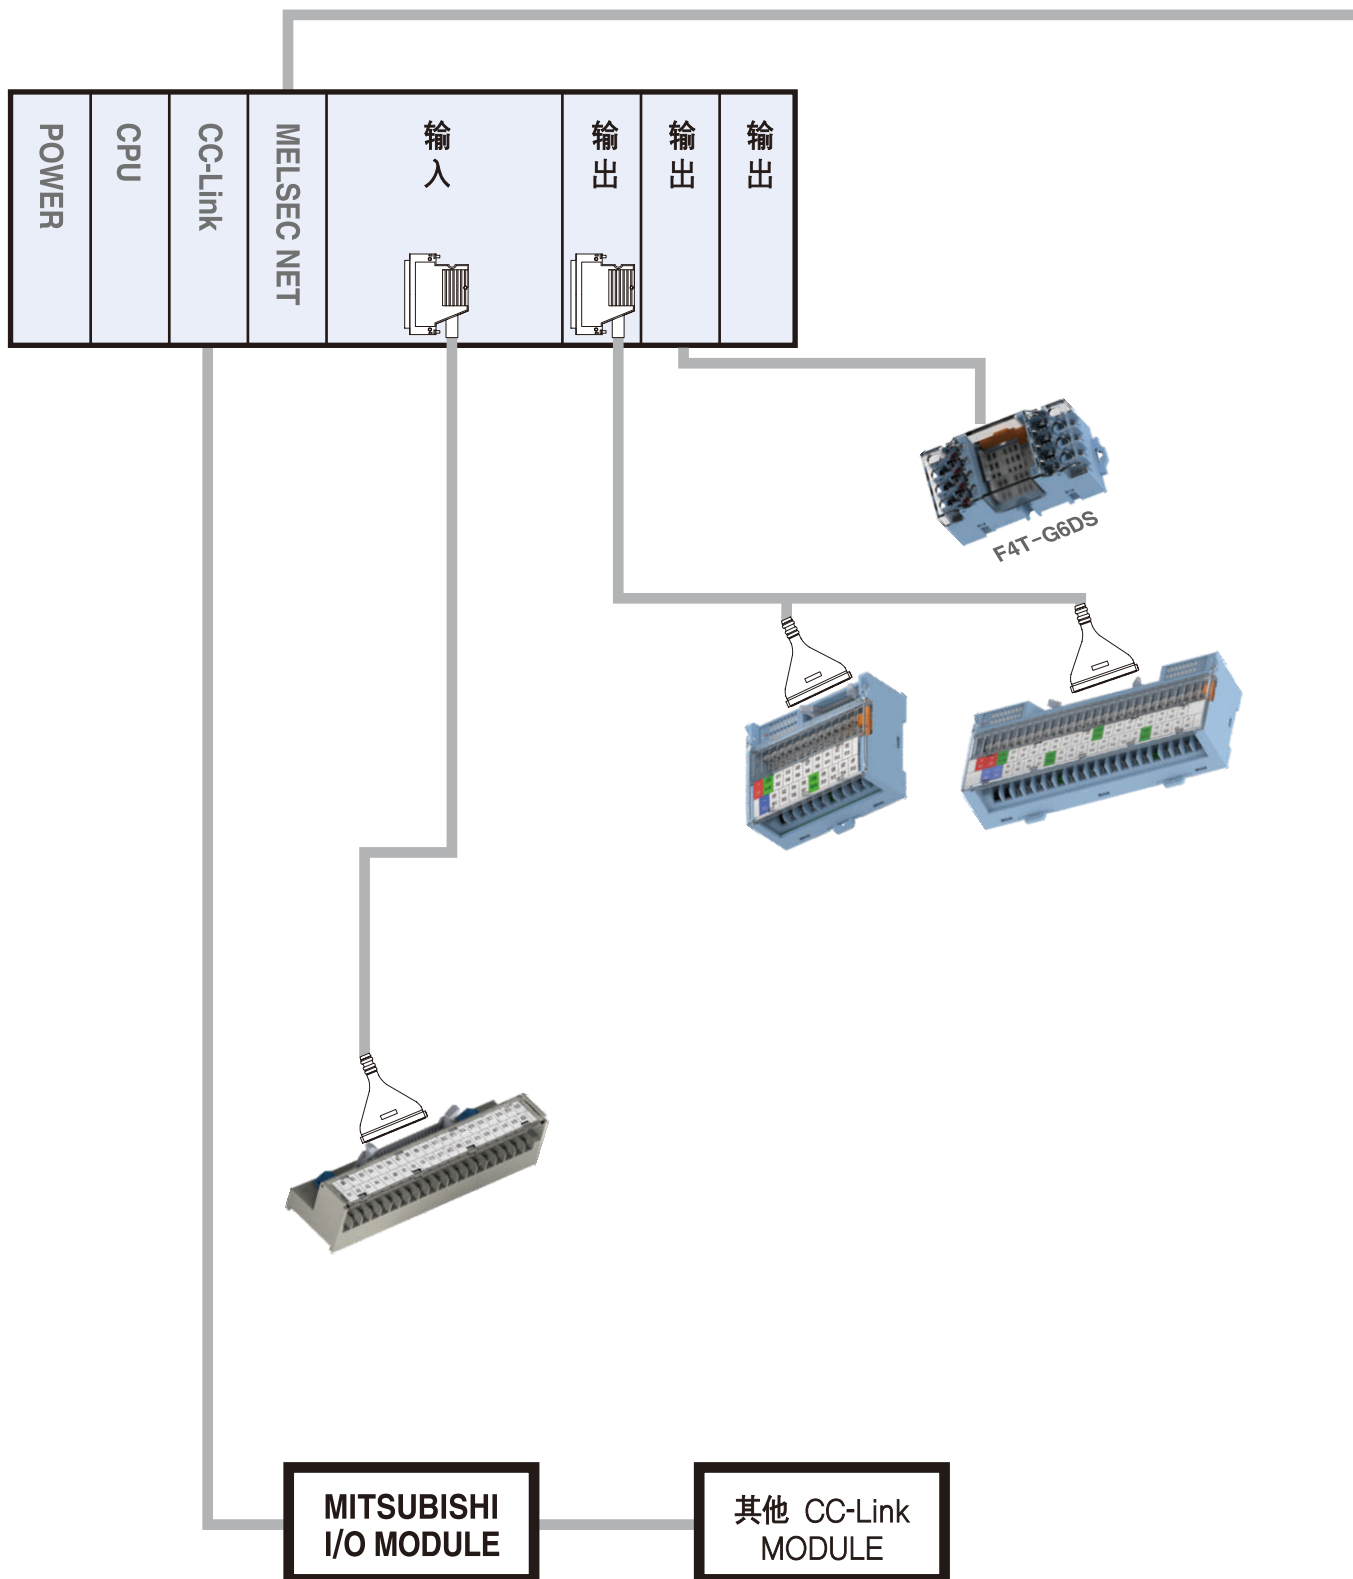 POWER
CPU
CC-Link
MELSEC NET
输入
输出
输出
输出
F4T-G6DS
MITSUBISHI
I/O MODULE
其他 CC-Link
MODULE